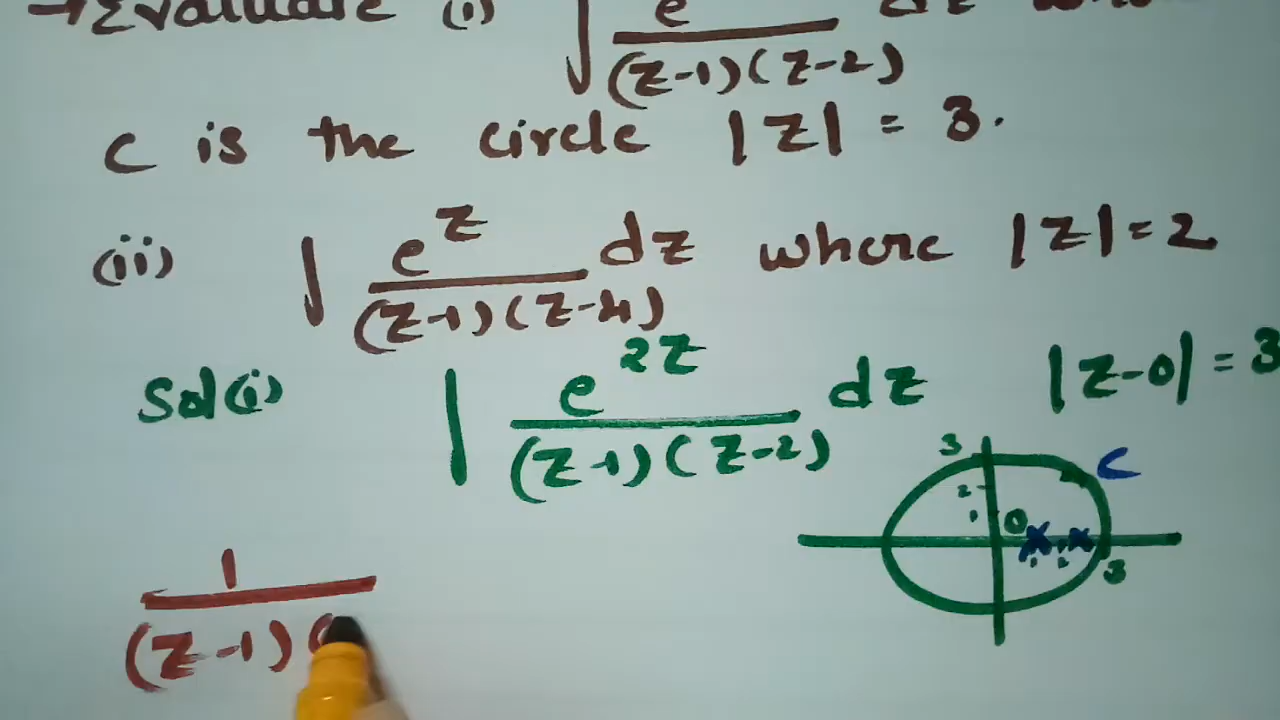 → Evaluate (i) ∫ e / (z-1)(z-2) dz
C is the circle |z| = 3.
(ii) ∫ e^z / (z-1)(z-4) dz where |z| = 2
Sol (i) ∫ e^2z / (z-1)(z-2) dz |z-0| = 3
3 C
2
1 0
1 2 3
1 / (z-1)(